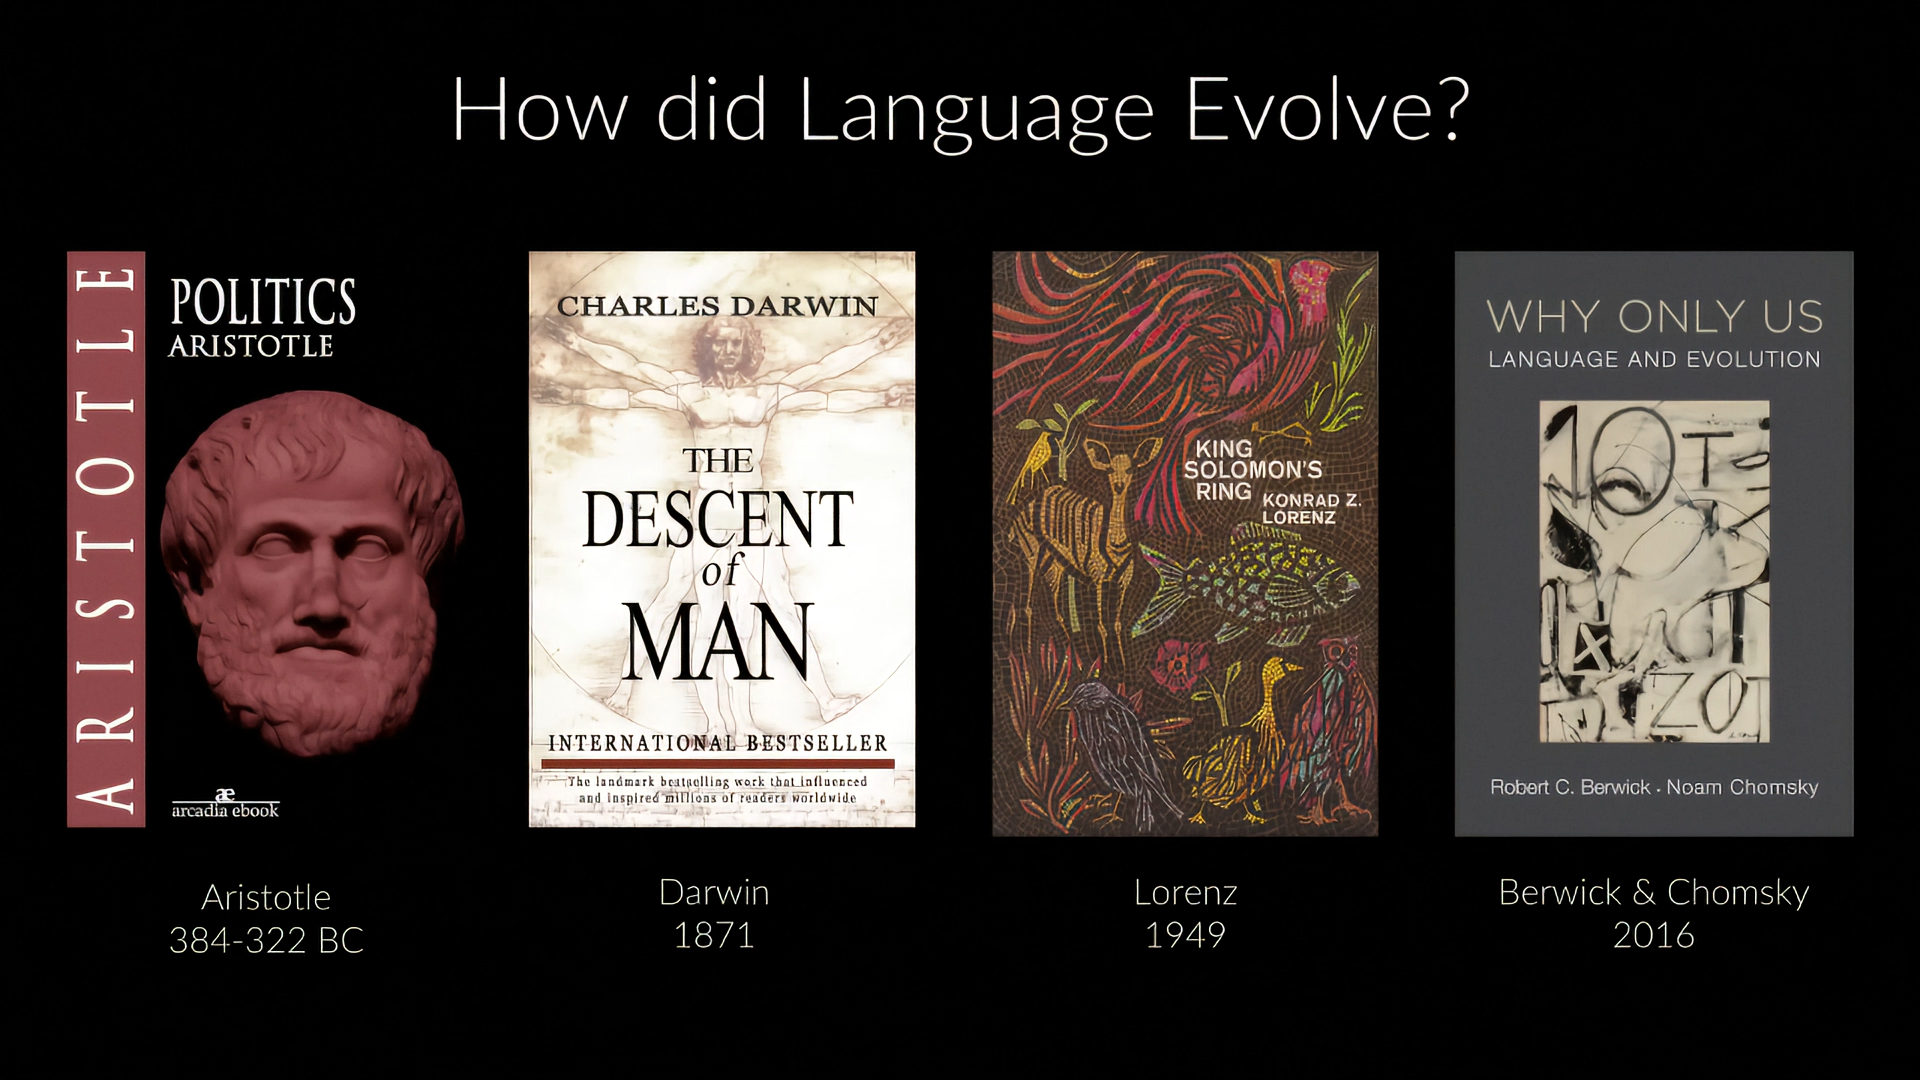 How did Language Evolve?
ARISTOTLE
POLITICS
ARISTOTLE
æ
arcadia ebook
Aristotle
384-322 BC
CHARLES DARWIN
THE
DESCENT
of
MAN
INTERNATIONAL BESTSELLER
The landmark bestselling work that influenced
and inspired millions of readers worldwide
Darwin
1871
KING
SOLOMON'S
RING
KONRAD Z.
LORENZ
Lorenz
1949
WHY ONLY US
LANGUAGE AND EVOLUTION
ZOT
Robert C. Berwick · Noam Chomsky
Berwick & Chomsky
2016